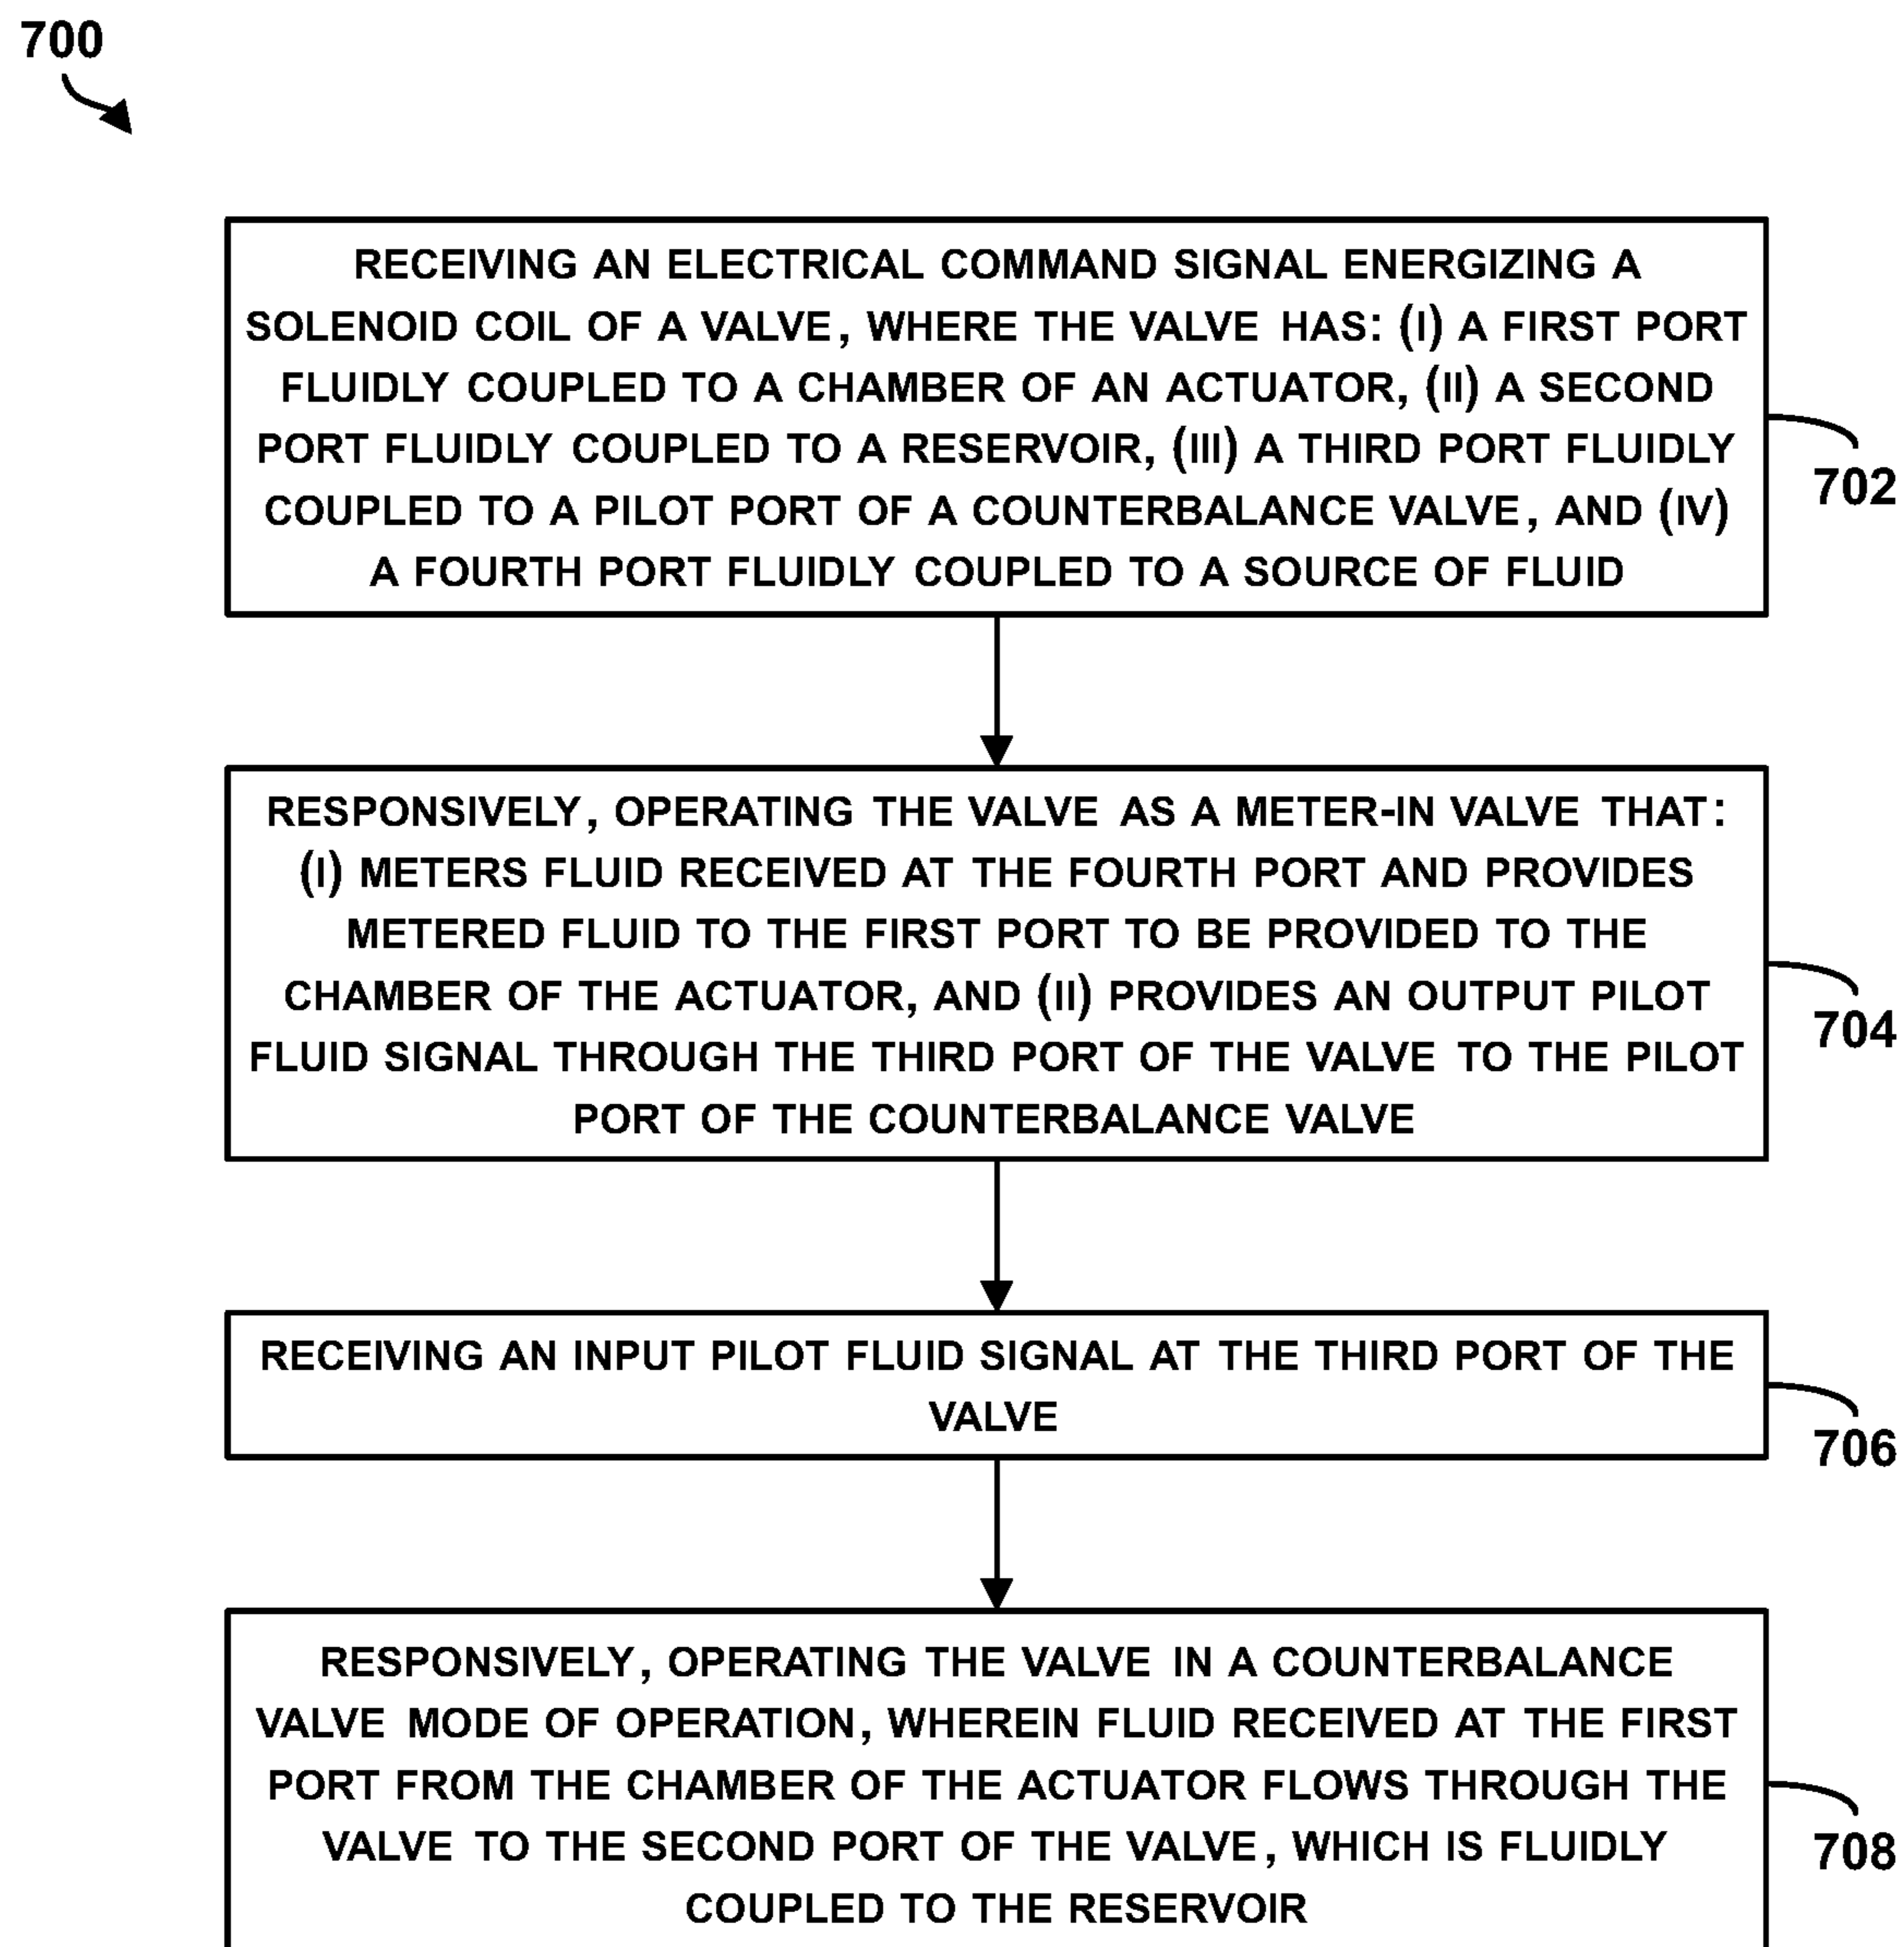 700
RECEIVING AN ELECTRICAL COMMAND SIGNAL ENERGIZING A
SOLENOID COIL OF A VALVE, WHERE THE VALVE HAS: (I) A FIRST PORT
FLUIDLY COUPLED TO A CHAMBER OF AN ACTUATOR, (II) A SECOND
PORT FLUIDLY COUPLED TO A RESERVOIR, (III) A THIRD PORT FLUIDLY
COUPLED TO A PILOT PORT OF A COUNTERBALANCE VALVE, AND (IV)
A FOURTH PORT FLUIDLY COUPLED TO A SOURCE OF FLUID
702
RESPONSIVELY, OPERATING THE VALVE AS A METER-IN VALVE THAT:
(I) METERS FLUID RECEIVED AT THE FOURTH PORT AND PROVIDES
METERED FLUID TO THE FIRST PORT TO BE PROVIDED TO THE
CHAMBER OF THE ACTUATOR, AND (II) PROVIDES AN OUTPUT PILOT
FLUID SIGNAL THROUGH THE THIRD PORT OF THE VALVE TO THE PILOT
PORT OF THE COUNTERBALANCE VALVE
704
RECEIVING AN INPUT PILOT FLUID SIGNAL AT THE THIRD PORT OF THE
VALVE
706
RESPONSIVELY, OPERATING THE VALVE IN A COUNTERBALANCE
VALVE MODE OF OPERATION, WHEREIN FLUID RECEIVED AT THE FIRST
PORT FROM THE CHAMBER OF THE ACTUATOR FLOWS THROUGH THE
VALVE TO THE SECOND PORT OF THE VALVE, WHICH IS FLUIDLY
COUPLED TO THE RESERVOIR
708